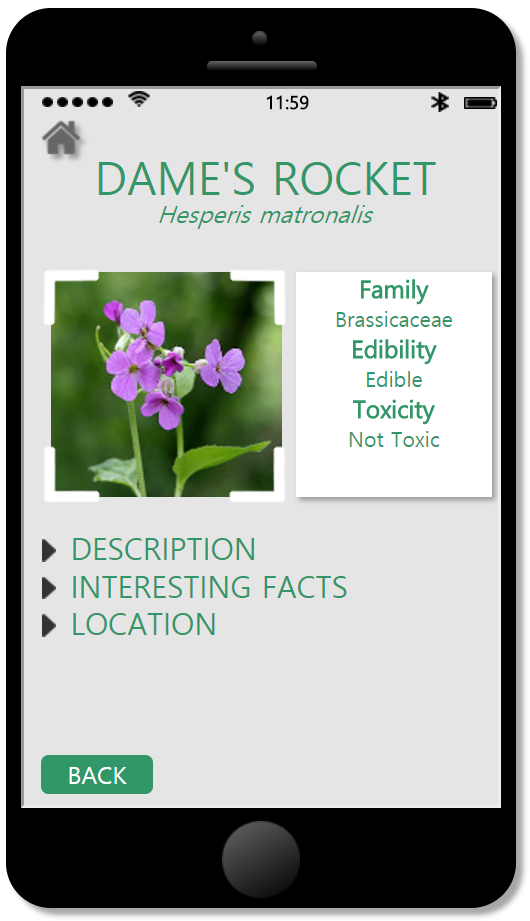 11:59
DAME'S ROCKET
Hesperis matronalis
Family
Brassicaceae
Edibility
Edible
Toxicity
Not Toxic
DESCRIPTION
INTERESTING FACTS
LOCATION
BACK